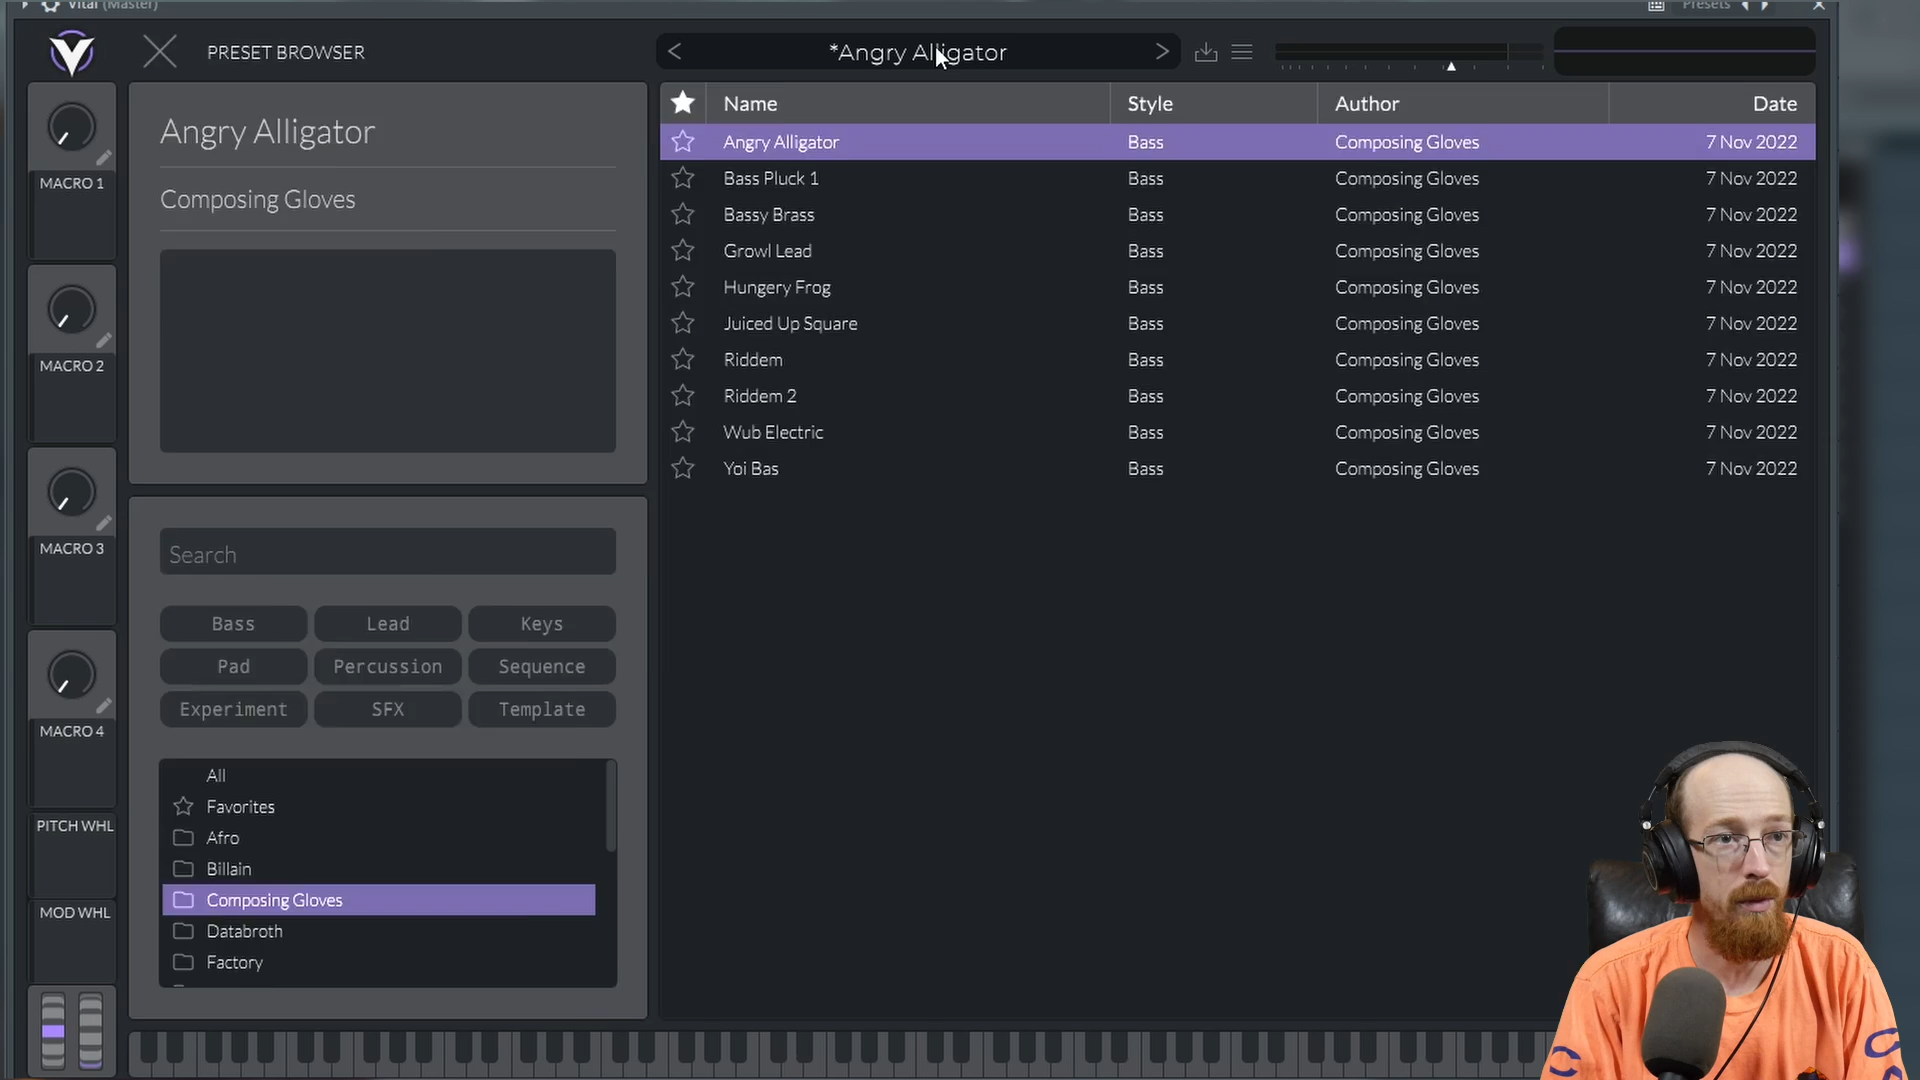 Vital (Master)
Presets
PRESET BROWSER
*Angry Alligator
MACRO 1
MACRO 2
MACRO 3
MACRO 4
PITCH WHL
MOD WHL
Angry Alligator
Composing Gloves
Search
Bass Lead Keys
Pad Percussion Sequence
Experiment SFX Template
All
Favorites
Afro
Billain
Composing Gloves
Databroth
Factory
Name Style Author Date
Angry Alligator Bass Composing Gloves 7 Nov 2022
Bass Pluck 1 Bass Composing Gloves 7 Nov 2022
Bassy Brass Bass Composing Gloves 7 Nov 2022
Growl Lead Bass Composing Gloves 7 Nov 2022
Hungery Frog Bass Composing Gloves 7 Nov 2022
Juiced Up Square Bass Composing Gloves 7 Nov 2022
Riddem Bass Composing Gloves 7 Nov 2022
Riddem 2 Bass Composing Gloves 7 Nov 2022
Wub Electric Bass Composing Gloves 7 Nov 2022
Yoi Bas Bass Composing Gloves 7 Nov 2022